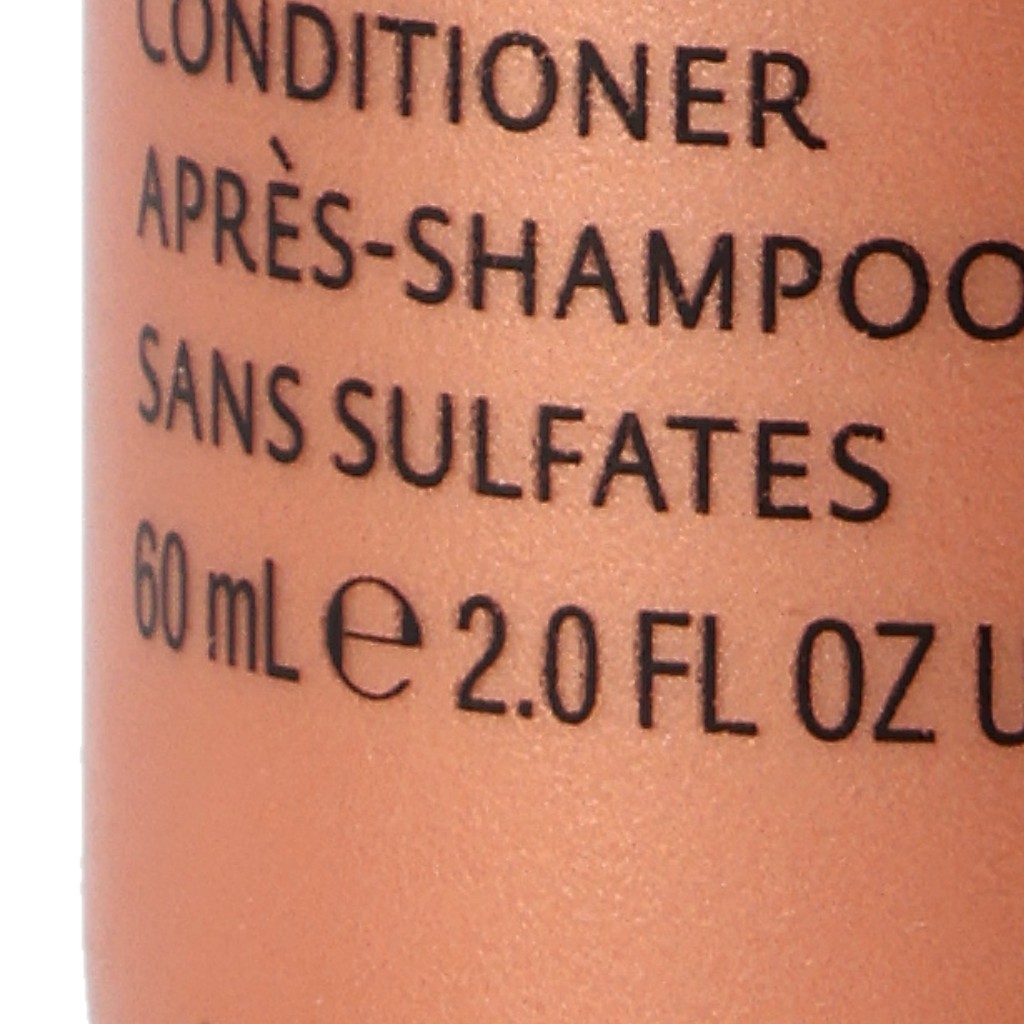 CONDITIONER
APRÈS-SHAMPOO
SANS SULFATES
60 mL e 2.0 FL OZ U